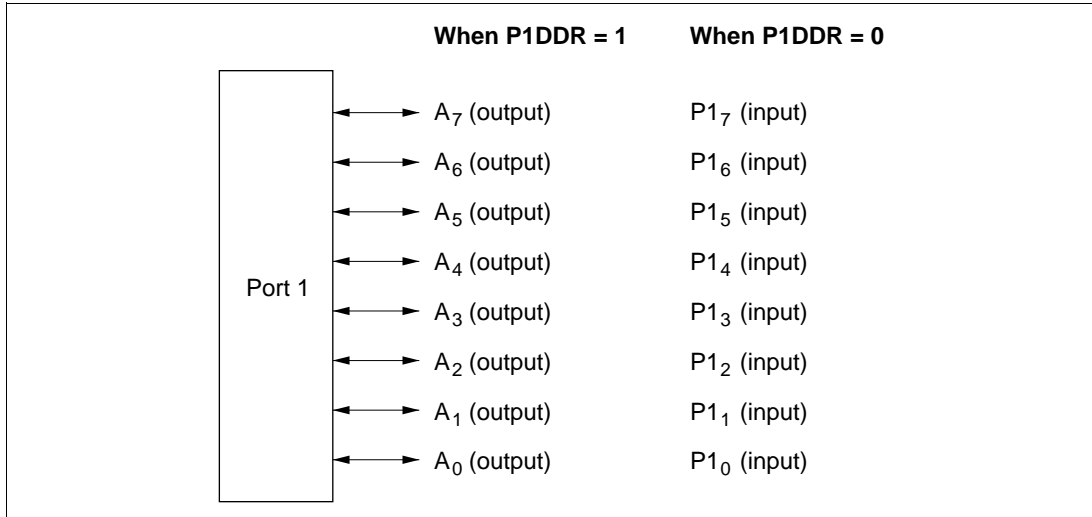 When P1DDR = 1 When P1DDR = 0
A7 (output) P17 (input)
A6 (output) P16 (input)
A5 (output) P15 (input)
A4 (output) P14 (input)
Port 1
A3 (output) P13 (input)
A2 (output) P12 (input)
A1 (output) P11 (input)
A0 (output) P10 (input)